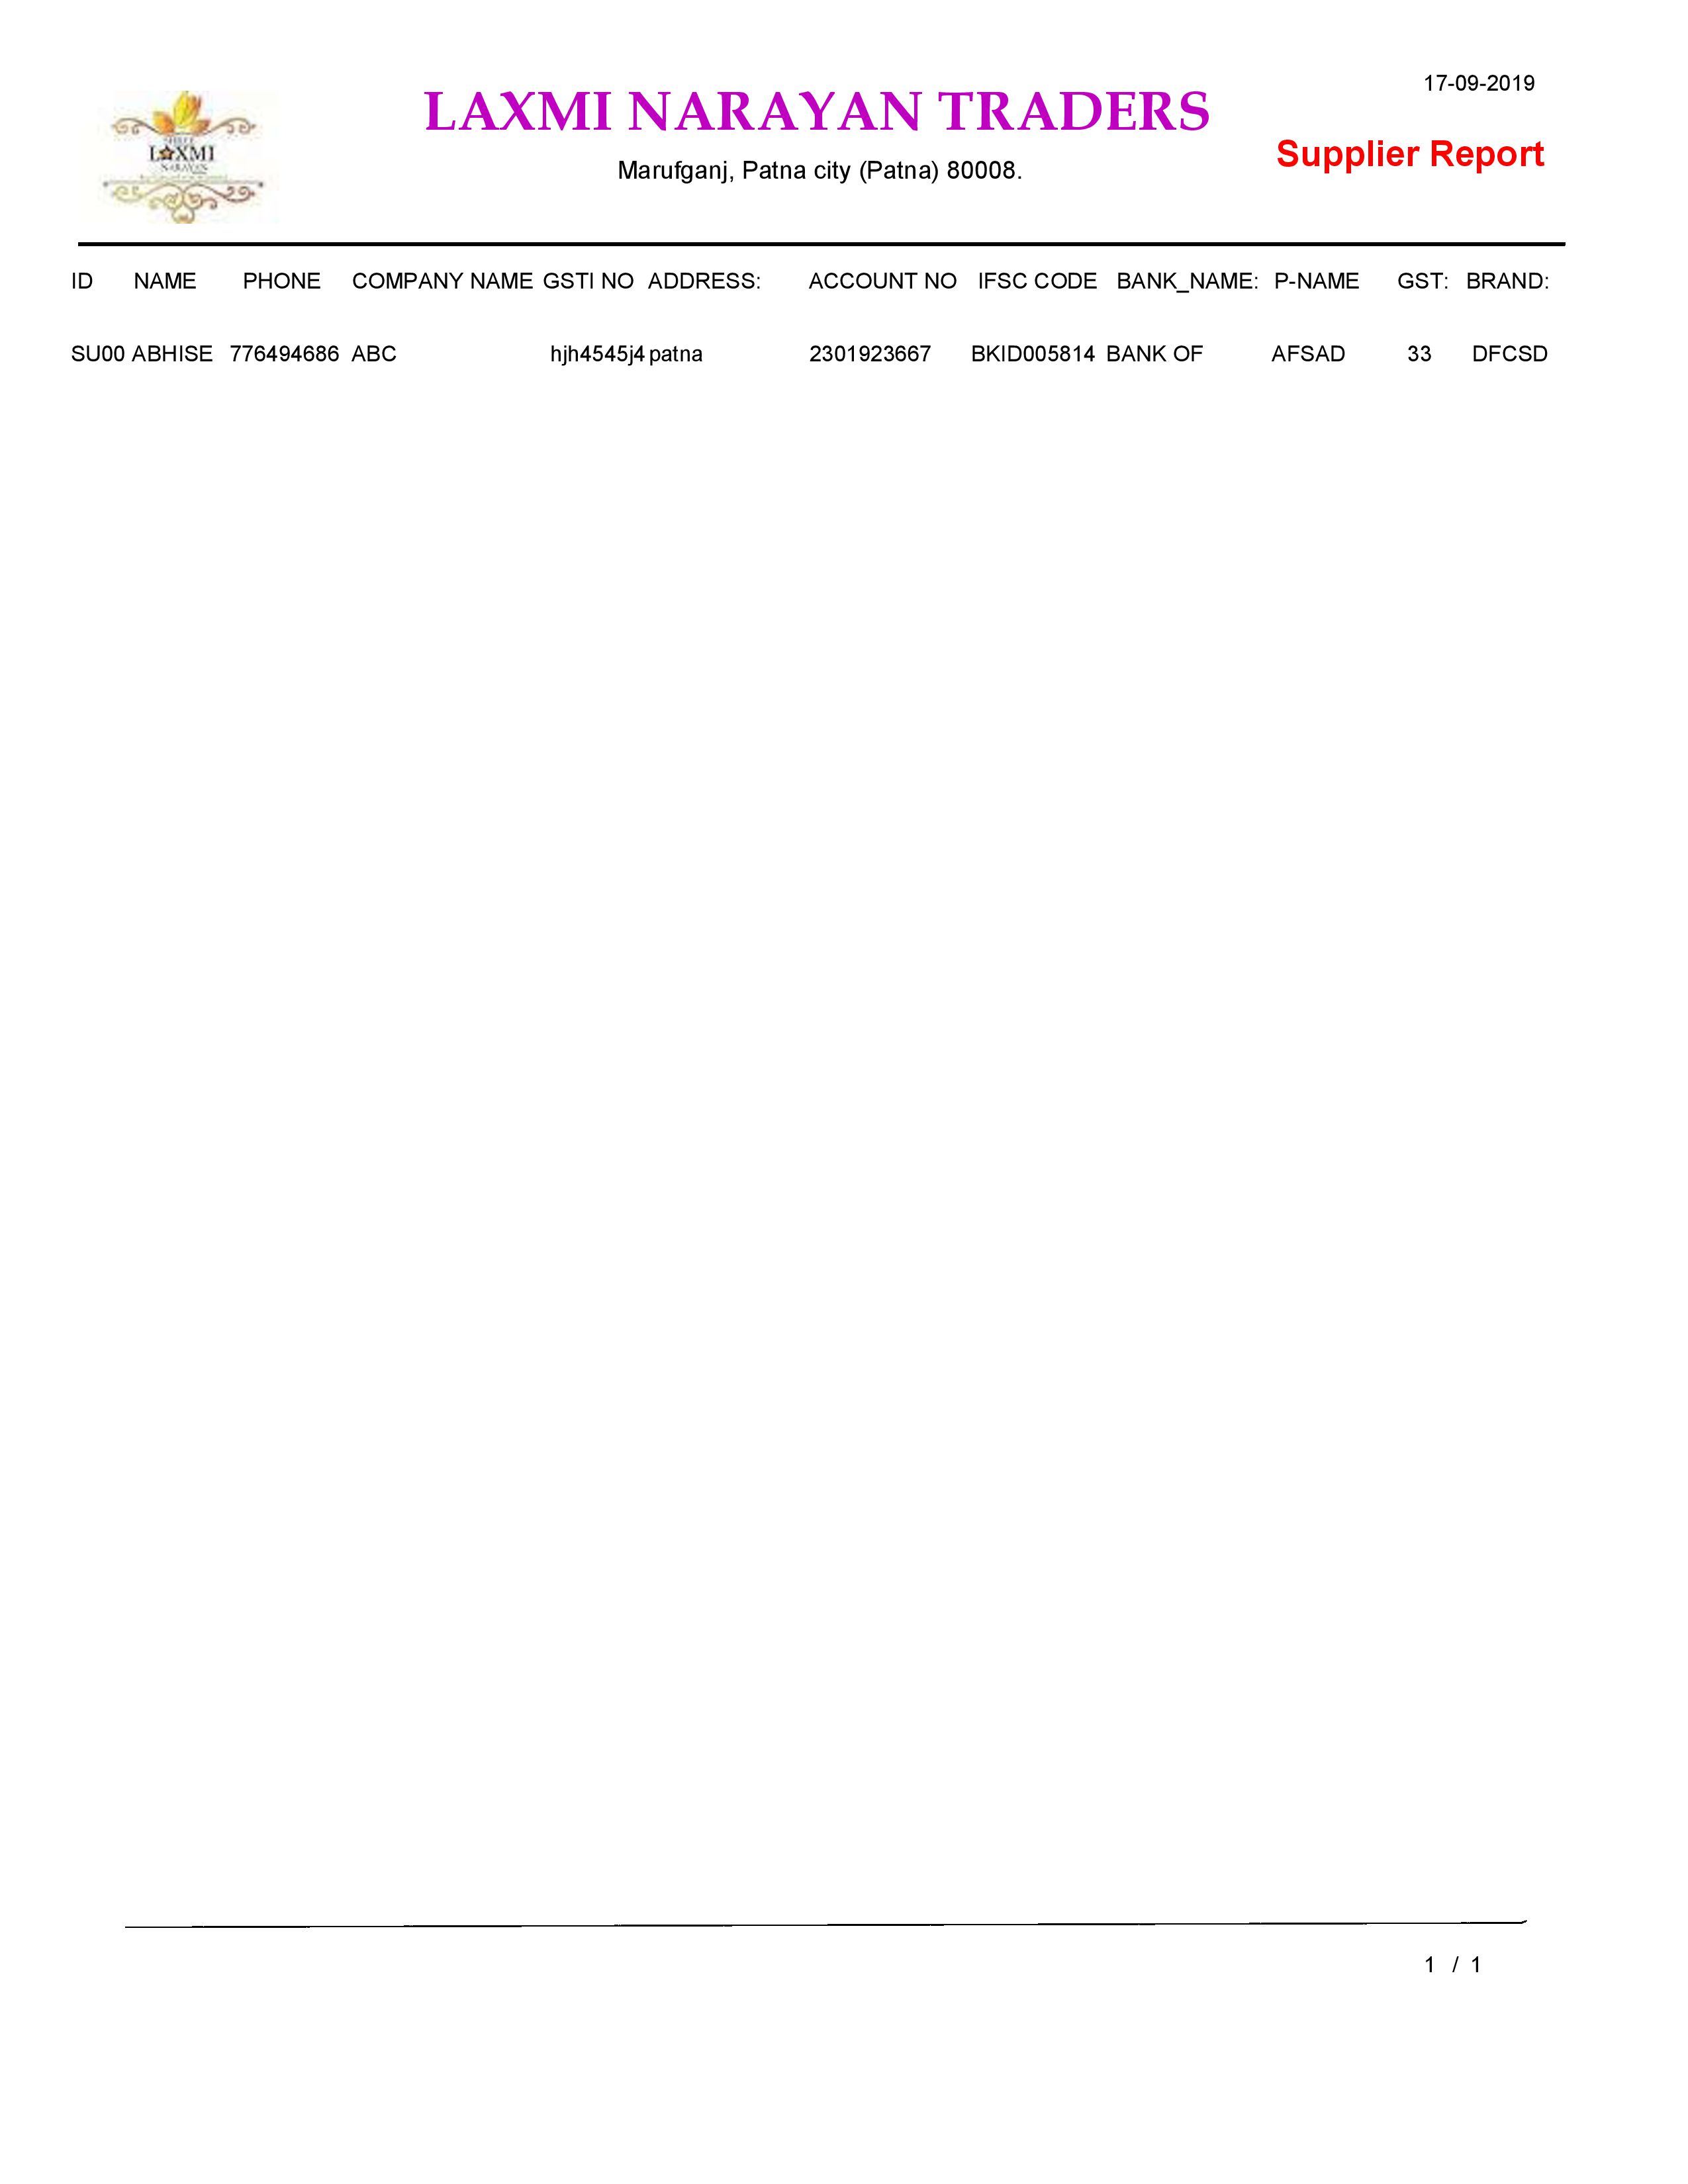 17-09-2019
LAXMI NARAYAN TRADERS
Supplier Report
Marufganj, Patna city (Patna) 80008.
LAXMI
NARAYAN
ID NAME PHONE COMPANY NAME GSTI NO ADDRESS: ACCOUNT NO IFSC CODE BANK_NAME: P-NAME GST: BRAND:
SU00 ABHISE 776494686 ABC hjh4545j4 patna 2301923667 BKID005814 BANK OF AFSAD 33 DFCSD
1 / 1